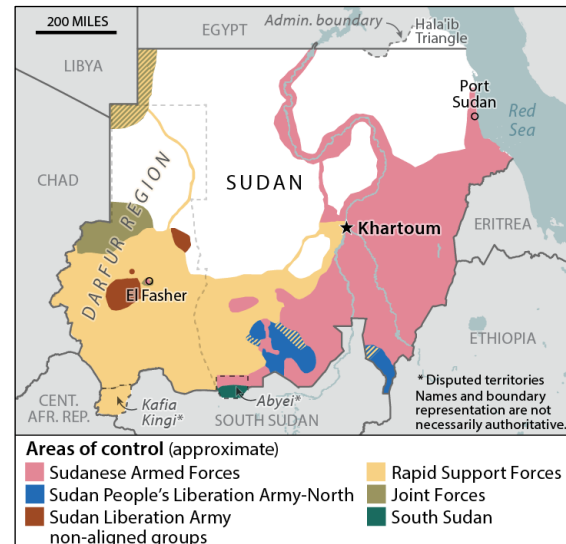 200 MILES
EGYPT
Admin. boundary
Hala'ib
Triangle
LIBYA
Port
Sudan
Red
Sea
CHAD
DARFUR REGION
SUDAN
Khartoum
ERITREA
El Fasher
ETHIOPIA
CENT.
AFR. REP.
Kafia
Kingi*
Abyei*
SOUTH SUDAN
* Disputed territories
Names and boundary
representation are not
necessarily authoritative.
Areas of control (approximate)
Sudanese Armed Forces
Sudan People's Liberation Army-North
Sudan Liberation Army
non-aligned groups
Rapid Support Forces
Joint Forces
South Sudan